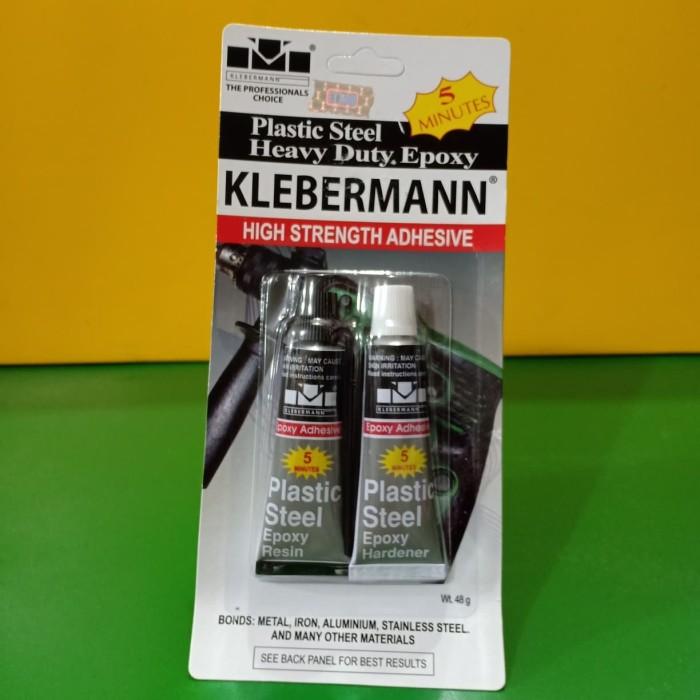 KLEBERMANN
THE PROFESSIONALS
CHOICE
5
MINUTES
Plastic Steel
Heavy Duty Epoxy
KLEBERMANN®
HIGH STRENGTH ADHESIVE
WARNING : MAY CAUSE
SKIN IRRITATION
KLEBERMANN
Epoxy Adhesive
5
MINUTES
Plastic
Steel
Epoxy
Resin
WARNING : MAY CAUSE
SKIN IRRITATION
Read instructions
KLEBERMANN
Epoxy Adhesive
5
MINUTES
Plastic
Steel
Epoxy
Hardener
Wt. 48 g
BONDS: METAL, IRON, ALUMINIUM, STAINLESS STEEL.
AND MANY OTHER MATERIALS
SEE BACK PANEL FOR BEST RESULTS